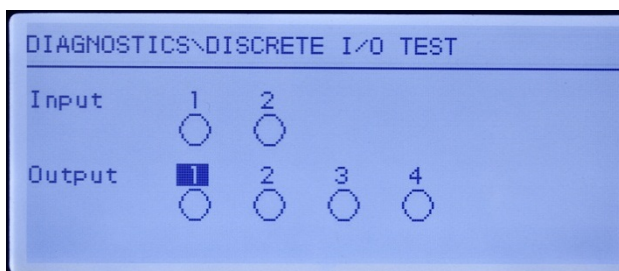 DIAGNOSTICS\DISCRETE I/O TEST
Input 1 2
Output 1 2 3 4